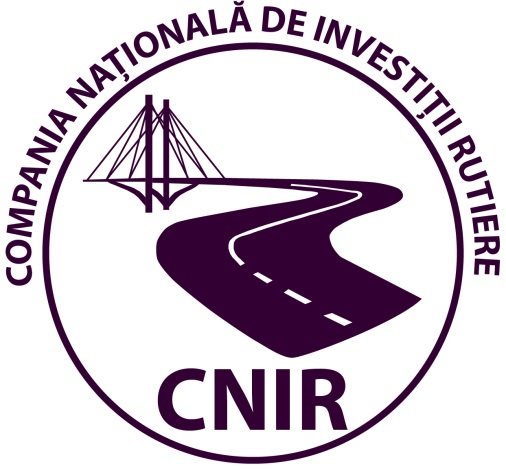 COMPANIA NAȚIONALĂ DE INVESTIȚII RUTIERE
CNIR